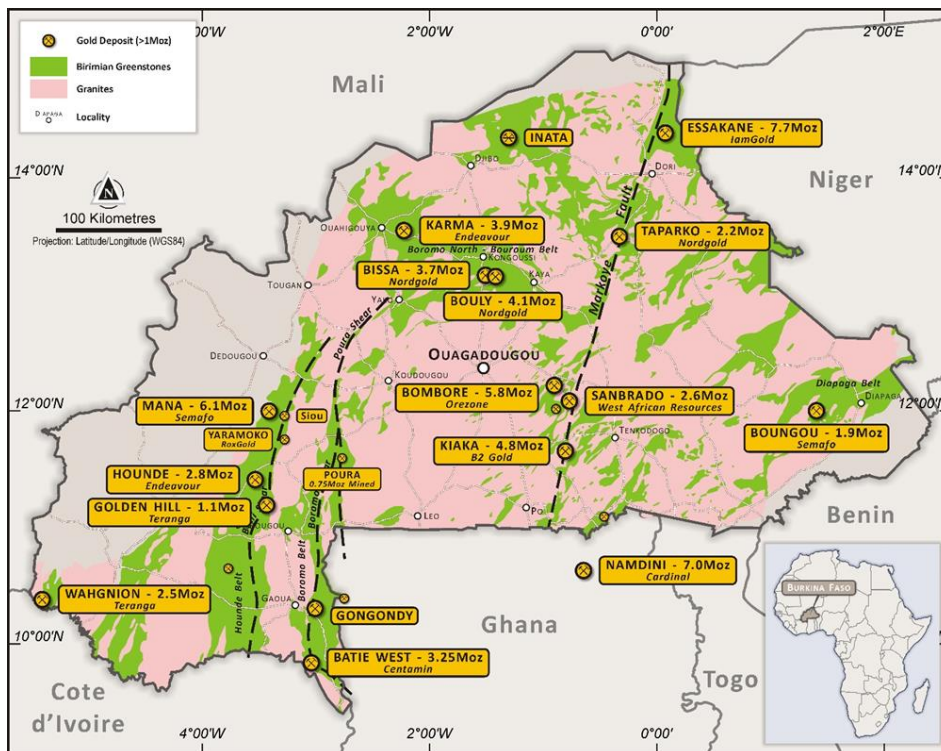 4°00'W
2°00'W
0°00'
2°00'E
Gold Deposit (>1Moz)
Birimian Greenstones
Granites
DIAPAGA
Locality
Mali
INATA
ESSAKANE - 7.7Moz
IamGold
DJIBO
DORI
14°00'N
14°00'N
Niger
N
100 Kilometres
Projection: Latitude/Longitude (WGS84)
OUAHIGOUYA
KARMA - 3.9Moz
Endeavour
Fault
TAPARKO - 2.2Moz
Nordgold
Boromo North - Bouroum Belt
KONGOUSSI
BISSA - 3.7Moz
Nordgold
KAYA
TOUGAN
YAKO
BOULY - 4.1Moz
Nordgold
Markoye
Poura Shear
DEDOUGOU
OUAGADOUGOU
KOUDOUGOU
BOMBORE - 5.8Moz
Orezone
SANBRADO - 2.6Moz
West African Resources
Diapaga Belt
DIAPAGA
12°00'N
12°00'N
MANA - 6.1Moz
Semafo
Siou
YARAMOKO
RoxGold
KIAKA - 4.8Moz
B2 Gold
TENKODOGO
BOUNGOU - 1.9Moz
Semafo
HOUNDE - 2.8Moz
Endeavour
POURA
0.75Moz Mined
GOLDEN HILL - 1.1Moz
Teranga
LEO
PO
Benin
Boromo Belt
Hounde Belt
NAMDINI - 7.0Moz
Cardinal
BURKINA FASO
WAHGNION - 2.5Moz
Teranga
GAOUA
GONGONDY
Ghana
10°00'N
BATIE WEST - 3.25Moz
Centamin
Togo
Cote
d'Ivoire
4°00'W
2°00'W
0°00'